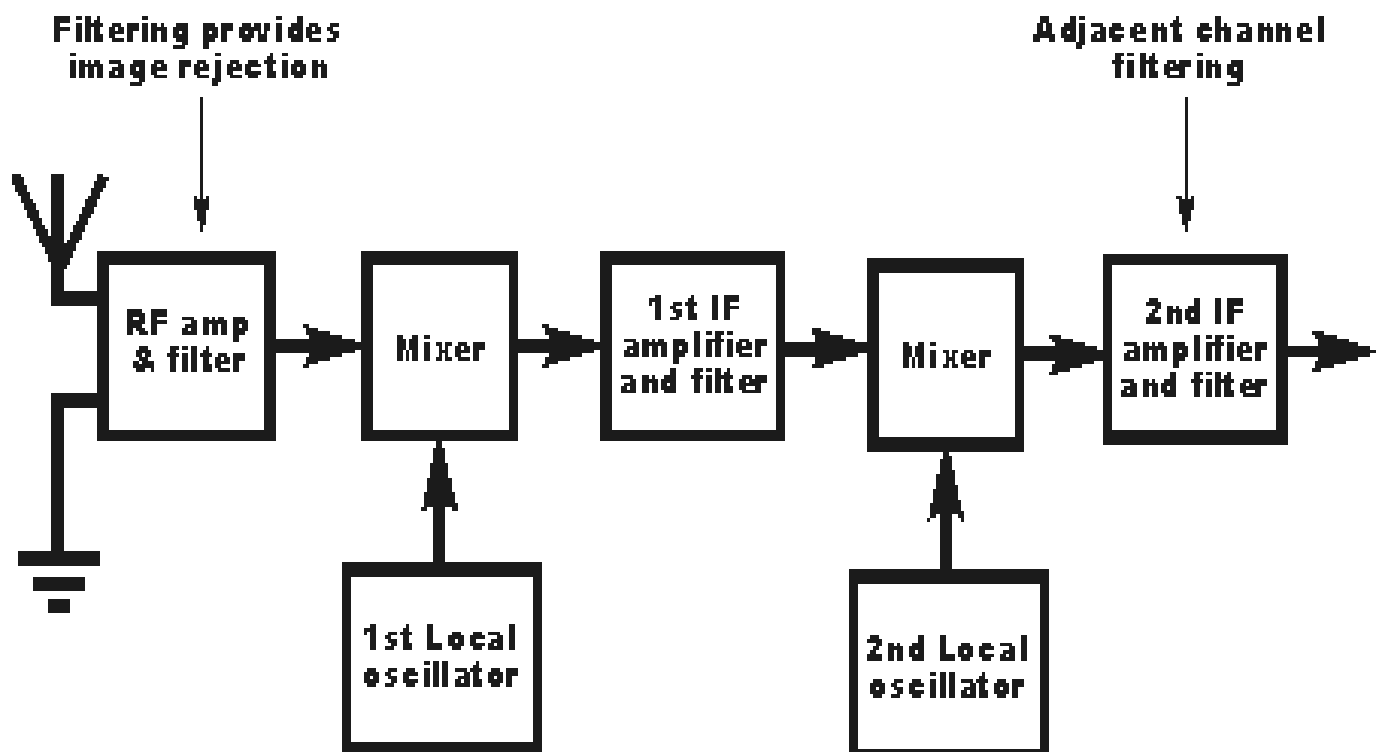 Filtering provides
image rejection
Adjacent channel
filtering
RF amp
& filter
Mixer
1st IF
amplifier
and filter
Mixer
2nd IF
amplifier
and filter
1st Local
oscillator
2nd Local
oscillator